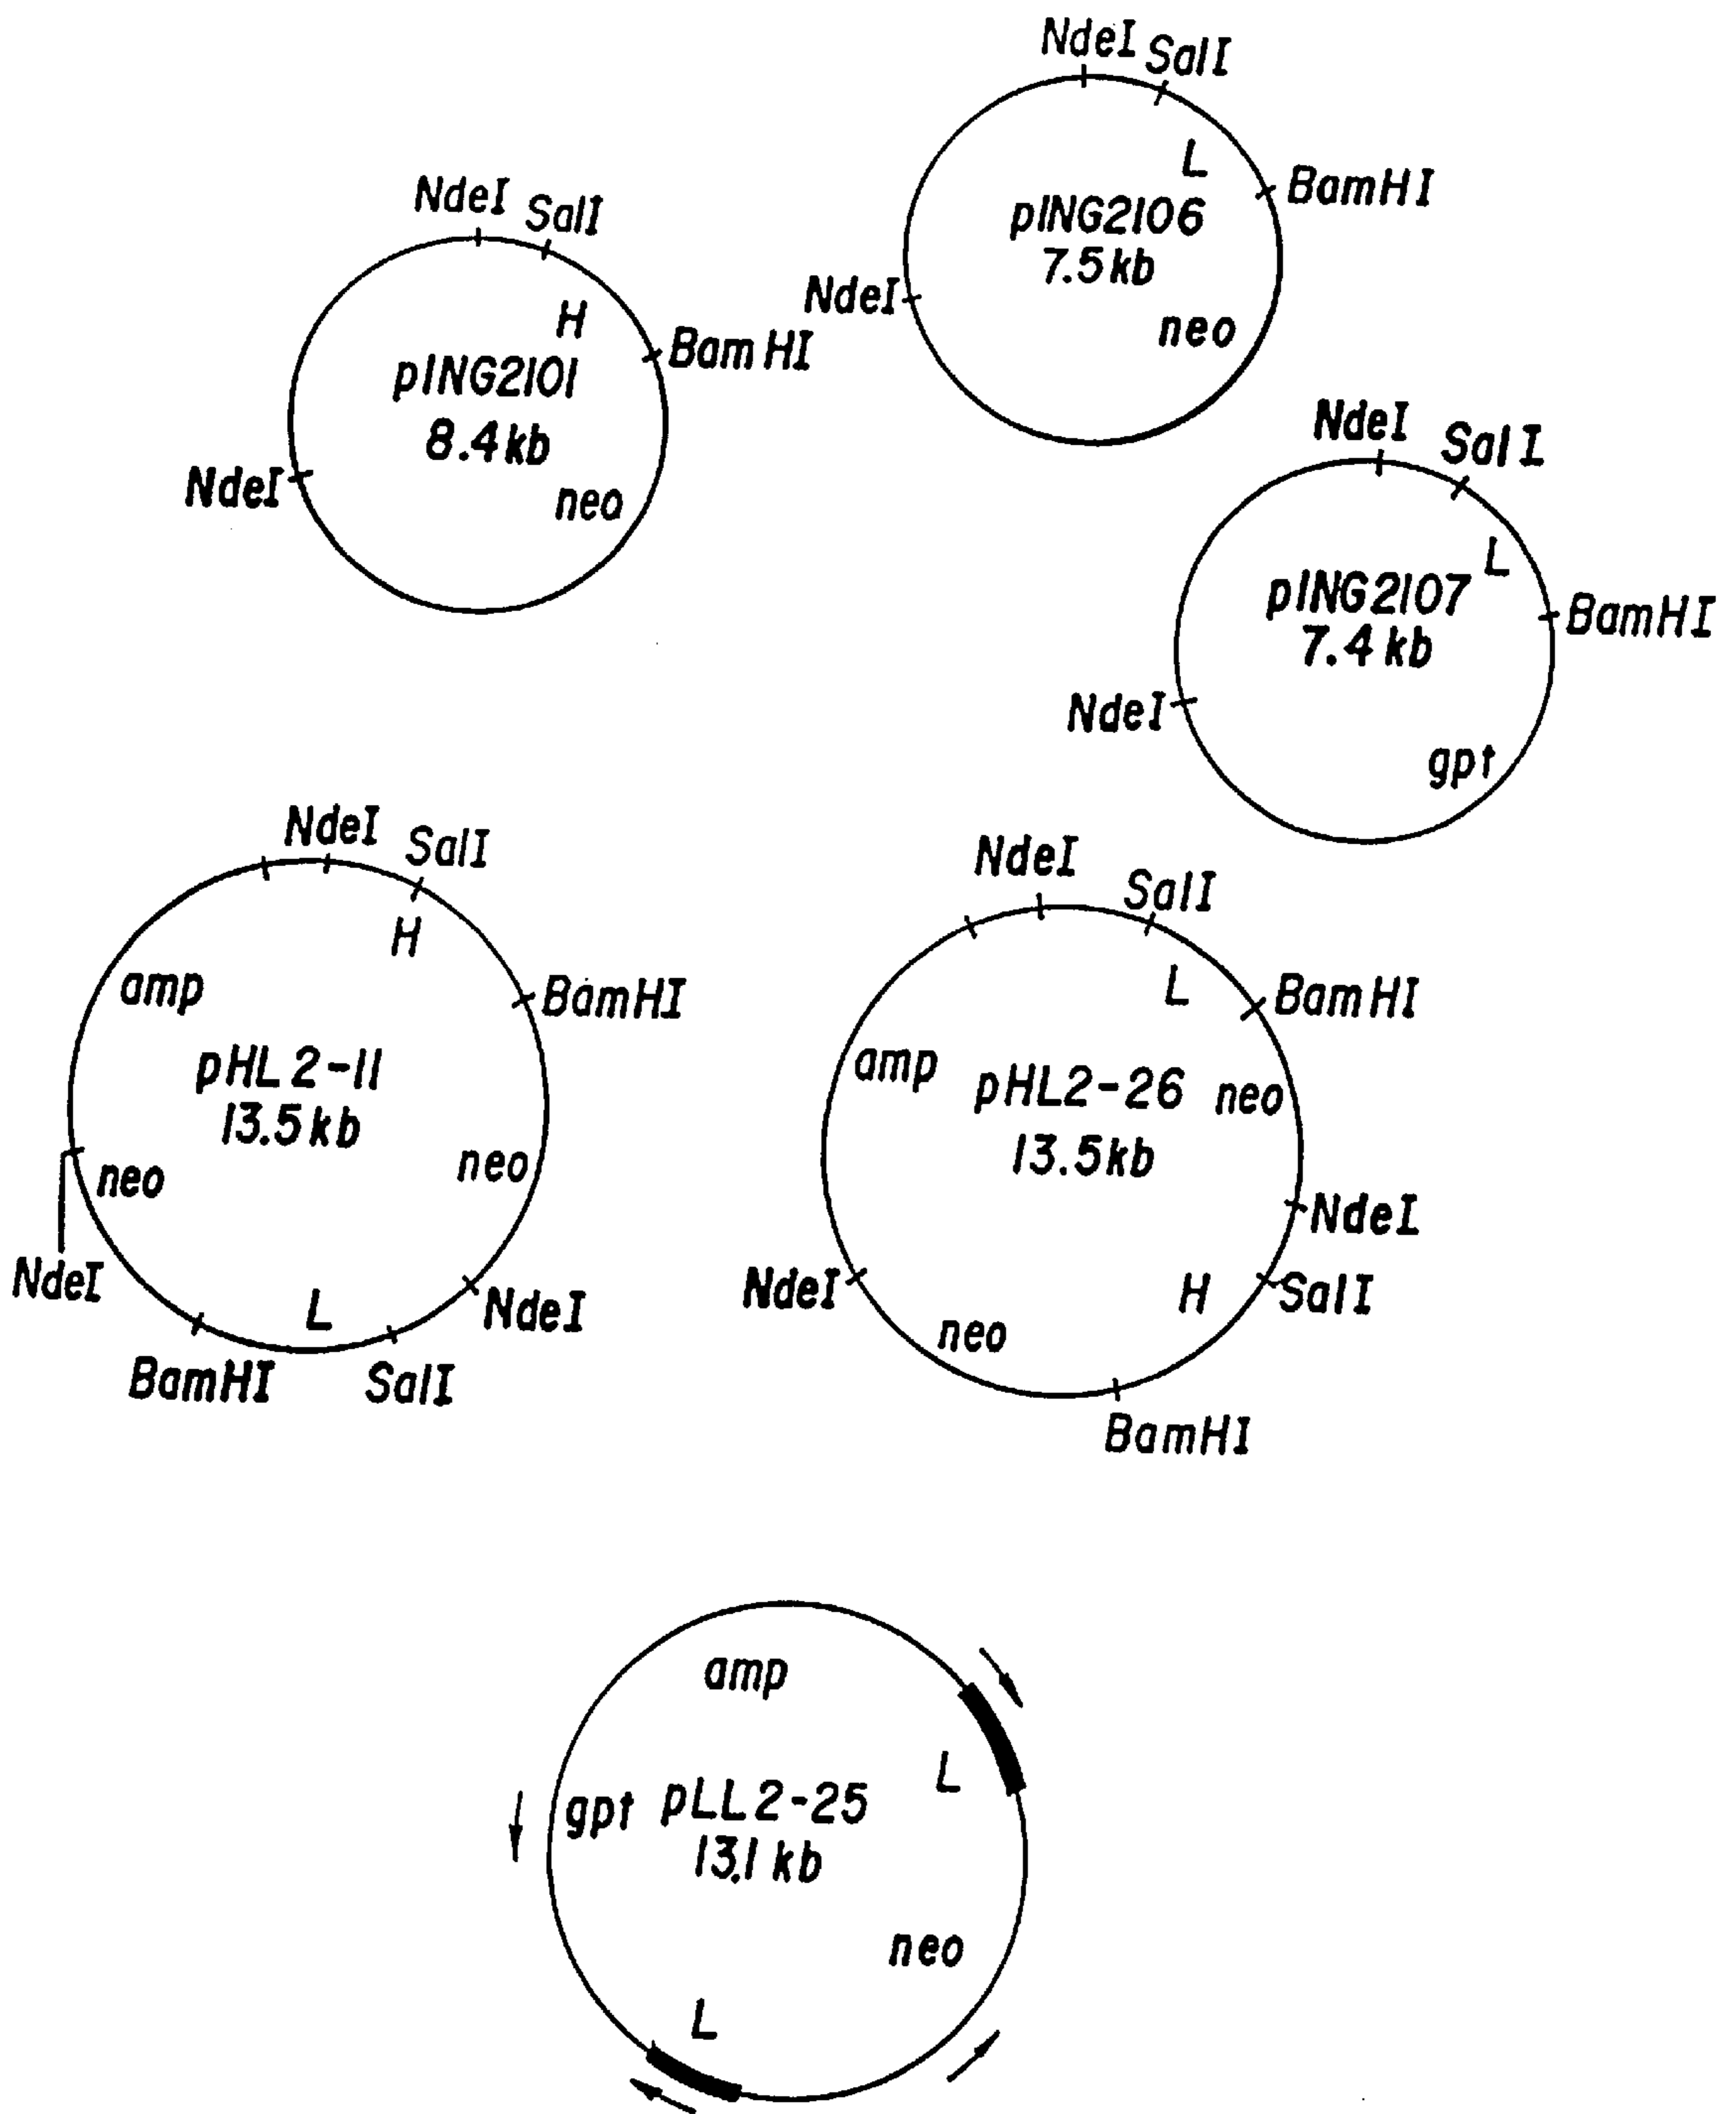 NdeI SalI
L
BamHI
pING2106
7.5kb
NdeI
neo
NdeI SalI
H
BamHI
pING2101
8.4kb
NdeI
neo
NdeI SalI
L
pING2107
7.4kb
BamHI
NdeI
gpt
NdeI SalI
H
amp
BamHI
pHL2-11
13.5kb
neo
neo
NdeI
L
NdeI
BamHI
SalI
NdeI
SalI
L
BamHI
amp
pHL2-26
neo
13.5kb
NdeI
NdeI
H
SalI
neo
BamHI
amp
L
gpt pLL2-25
13.1kb
neo
L